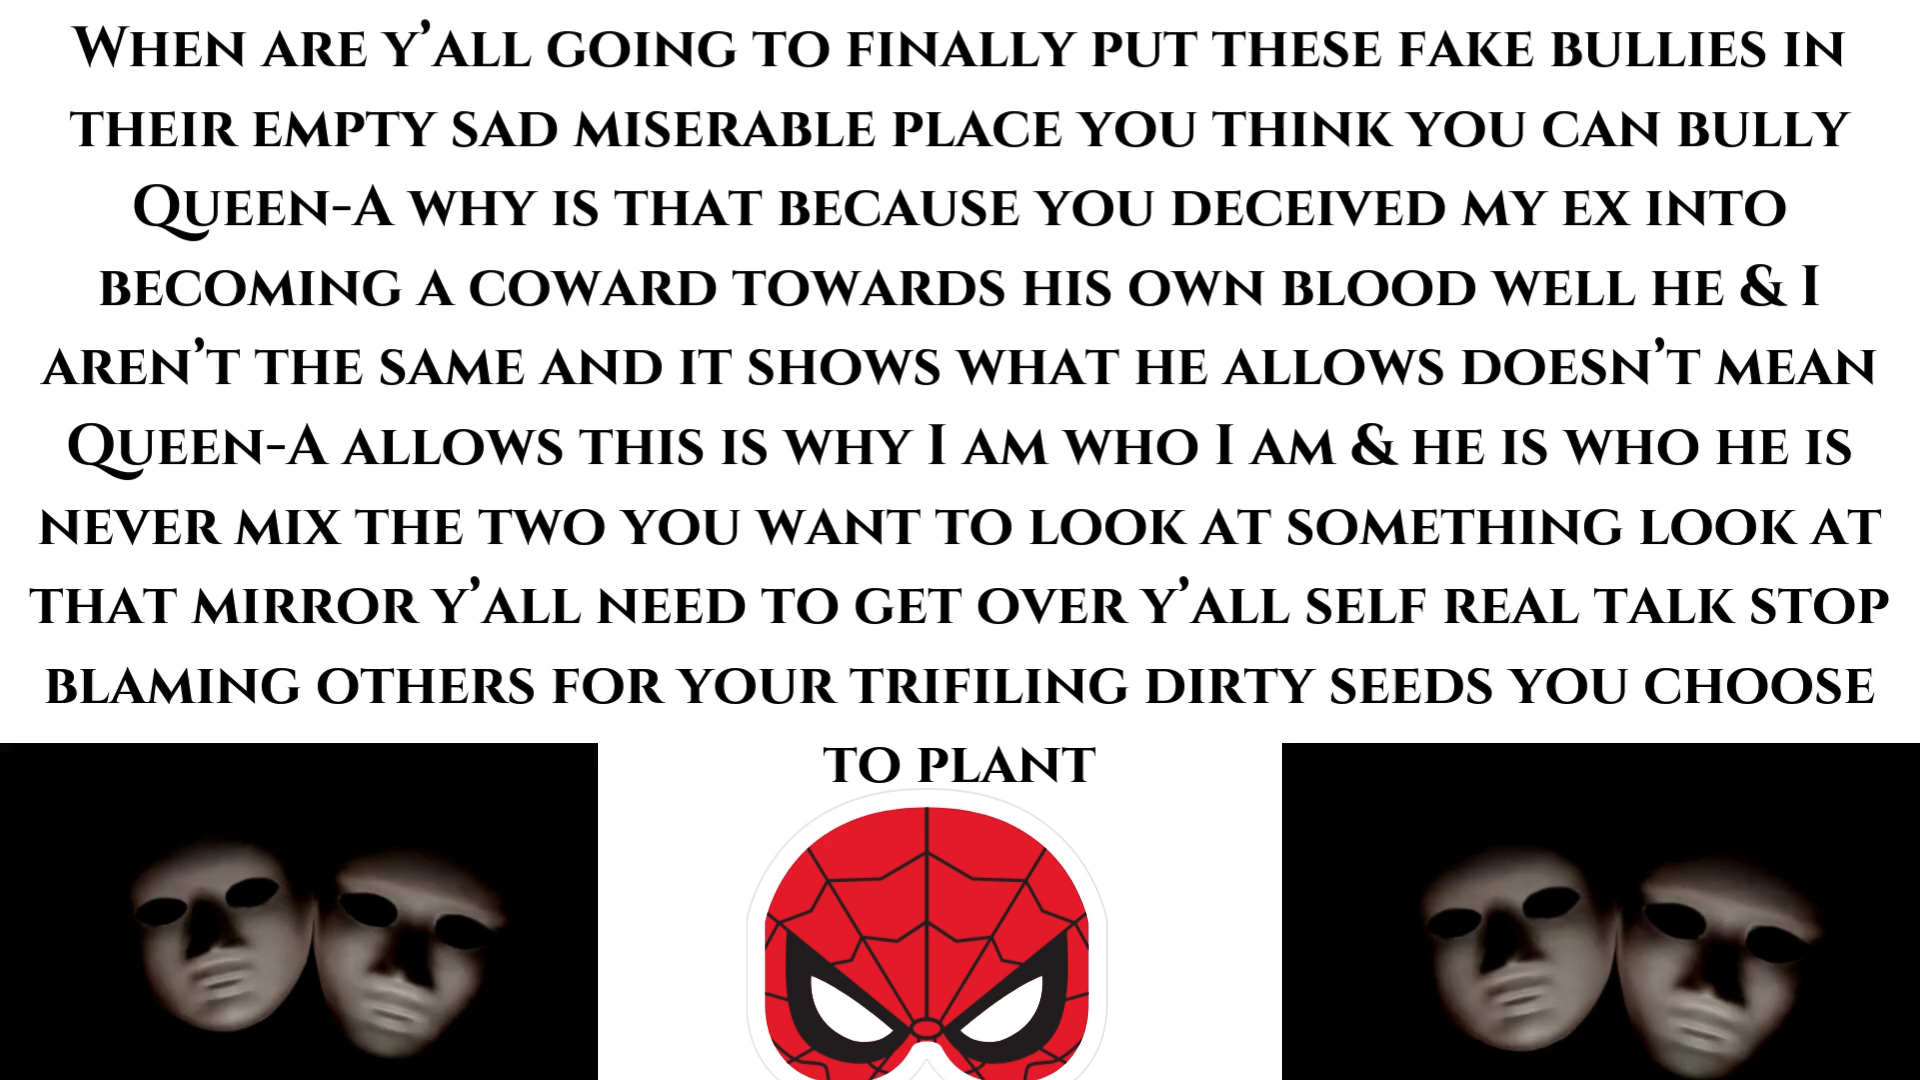 When are y’all going to finally put these fake bullies in
their empty sad miserable place you think you can bully
Queen-A why is that because you deceived my ex into
becoming a coward towards his own blood well he & I
aren’t the same and it shows what he allows doesn’t mean
Queen-A allows this is why I am who I am & he is who he is
never mix the two you want to look at something look at
that mirror y’all need to get over y’all self real talk stop
blaming others for your trifiling dirty seeds you choose
to plant